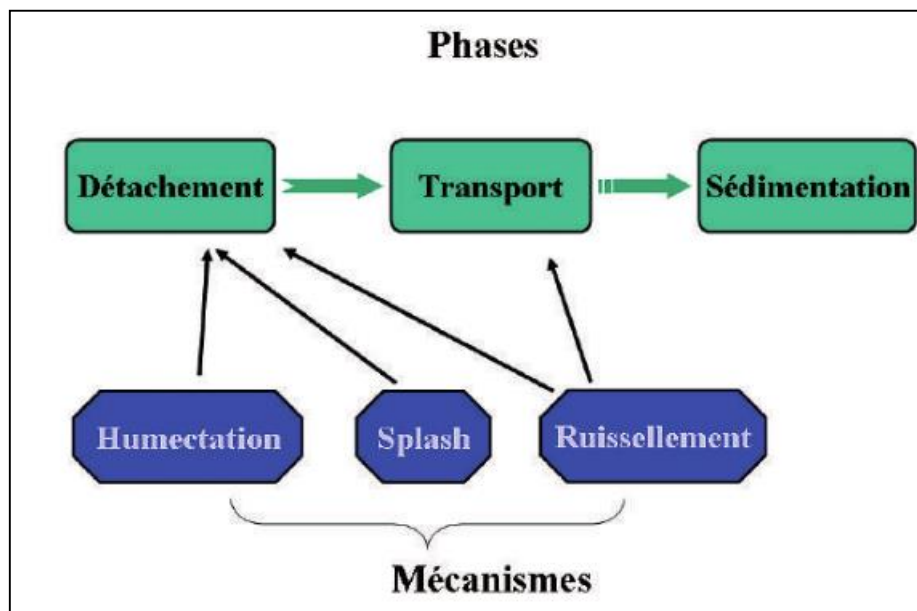 Phases
Détachement
Transport
Sédimentation
Humectation
Splash
Ruissellement
Mécanismes